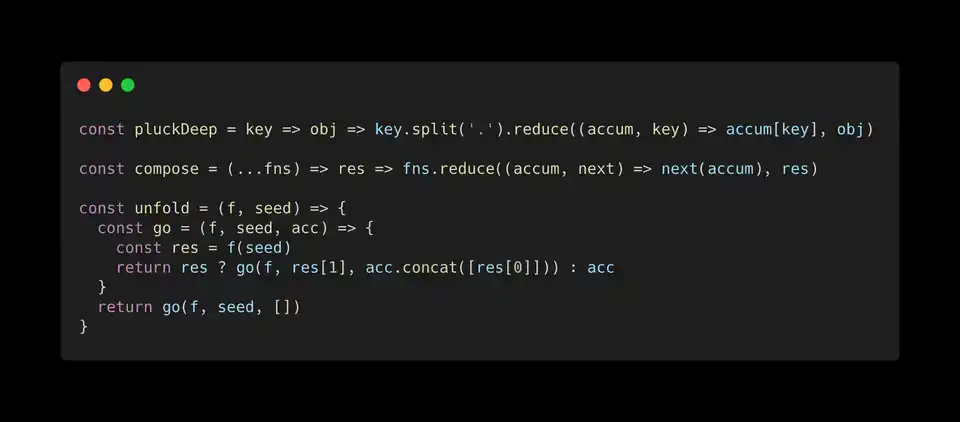 const pluckDeep = key => obj => key.split('.').reduce((accum, key) => accum[key], obj)
const compose = (...fns) => res => fns.reduce((accum, next) => next(accum), res)
const unfold = (f, seed) => {
  const go = (f, seed, acc) => {
    const res = f(seed)
    return res ? go(f, res[1], acc.concat([res[0]])) : acc
  }
  return go(f, seed, [])
}